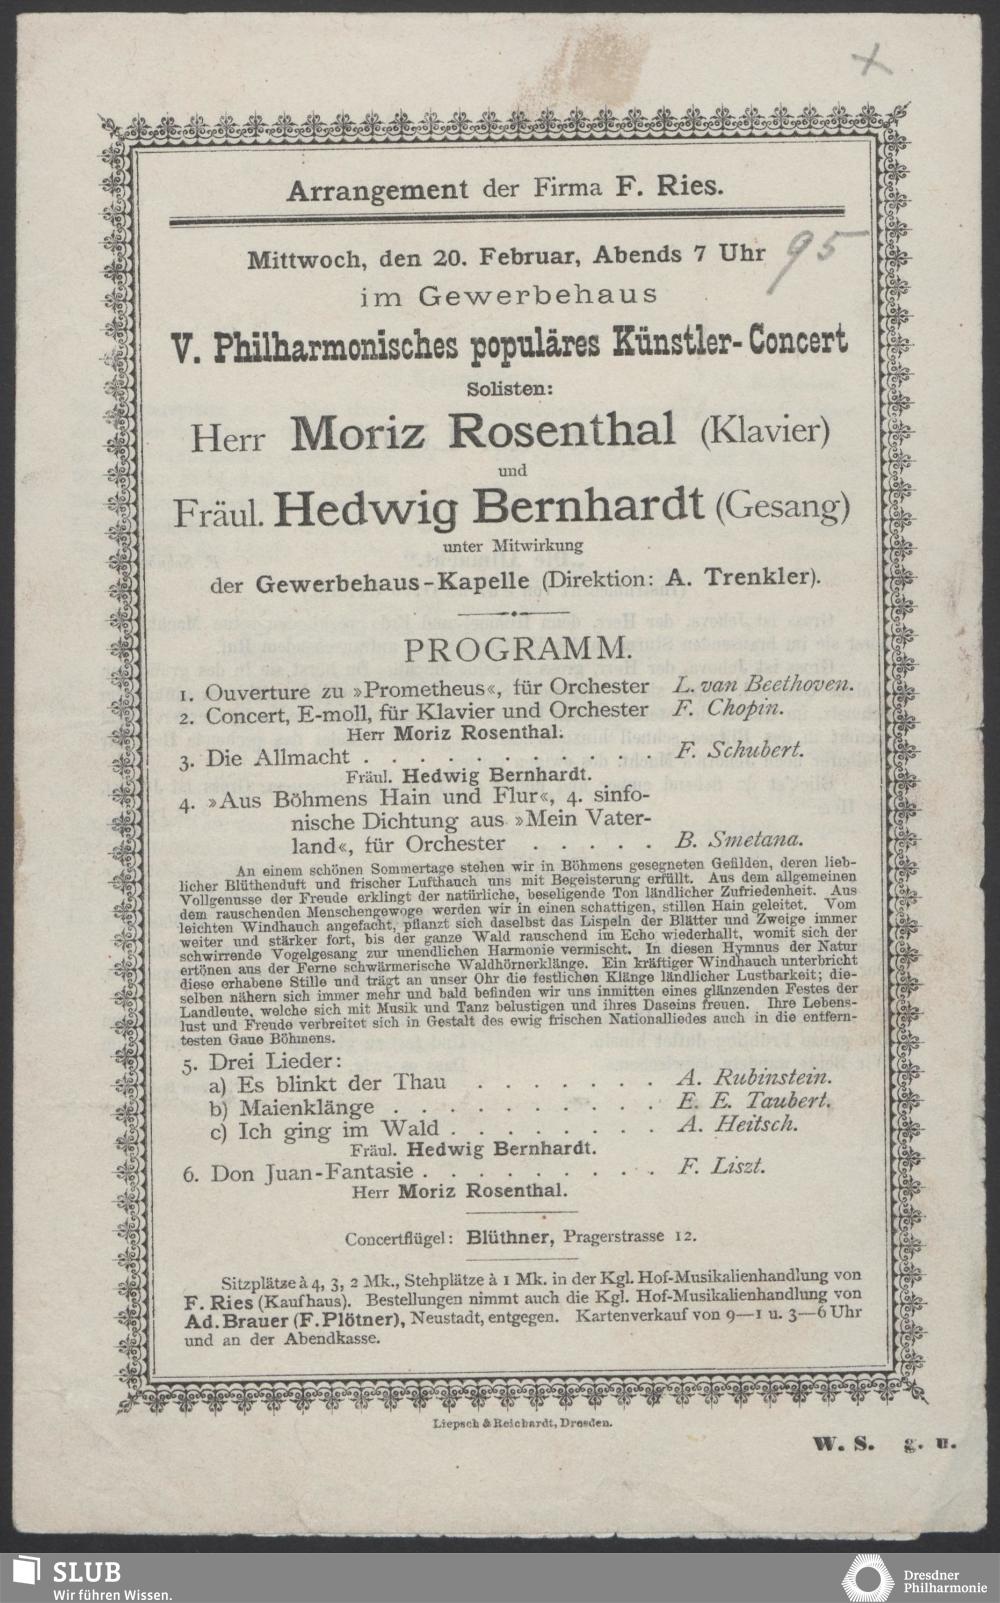 Arrangement der Firma F. Ries.
Mittwoch, den 20. Februar, Abends 7 Uhr 95
im Gewerbehaus
V. Philharmonisches populäres Künstler-Concert
Solisten:
Herr Moriz Rosenthal (Klavier)
und
Fräul. Hedwig Bernhardt (Gesang)
unter Mitwirkung
der Gewerbehaus-Kapelle (Direktion: A. Trenkler).
PROGRAMM.
1. Ouverture zu »Prometheus«, für Orchester L. van Beethoven.
2. Concert, E-moll, für Klavier und Orchester F. Chopin.
Herr Moriz Rosenthal.
3. Die Allmacht . . . . . . . . . . . F. Schubert.
Fräul. Hedwig Bernhardt.
4. »Aus Böhmens Hain und Flur«, 4. sinfo-
nische Dichtung aus »Mein Vater-
land«, für Orchester . . . . . B. Smetana.
An einem schönen Sommertage stehen wir in Böhmens gesegneten Gefilden, deren lieb-
licher Blüthenduft und frischer Lufthauch uns mit Begeisterung erfüllt. Aus dem allgemeinen
Vollgenusse der Freude erklingt der natürliche, beseligende Ton ländlicher Zufriedenheit. Aus
dem rauschenden Menschengewoge werden wir in einen schattigen, stillen Hain geleitet. Vom
leichten Windhauch angefacht, pflanzt sich daselbst das Lispeln der Blätter und Zweige immer
weiter und stärker fort, bis der ganze Wald rauschend im Echo wiederhallt, womit sich der
schwirrende Vogelgesang zur unendlichen Harmonie vermischt. In diesen Hymnus der Natur
ertönen aus der Ferne schwärmerische Waldhörnerklänge. Ein kräftiger Windhauch unterbricht
diese erhabene Stille und trägt an unser Ohr die festlichen Klänge ländlicher Lustbarkeit; die-
selben nähern sich immer mehr und bald befinden wir uns inmitten eines glänzenden Festes der
Landleute, welche sich mit Musik und Tanz belustigen und ihres Daseins freuen. Ihre Lebens-
lust und Freude verbreitet sich in Gestalt des ewig frischen Nationalliedes auch in die entfern-
testen Gaue Böhmens.
5. Drei Lieder:
a) Es blinkt der Thau . . . . . . . A. Rubinstein.
b) Maienklänge . . . . . . . . . . E. E. Taubert.
c) Ich ging im Wald . . . . . . . . A. Heitsch.
Fräul. Hedwig Bernhardt.
6. Don Juan-Fantasie . . . . . . . . . F. Liszt.
Herr Moriz Rosenthal.
Concertflügel: Blüthner, Pragerstrasse 12.
Sitzplätze à 4, 3, 2 Mk., Stehplätze à 1 Mk. in der Kgl. Hof-Musikalienhandlung von
F. Ries (Kaufhaus). Bestellungen nimmt auch die Kgl. Hof-Musikalienhandlung von
Ad. Brauer (F. Plötner), Neustadt, entgegen. Kartenverkauf von 9—1 u. 3—6 Uhr
und an der Abendkasse.
Liepsch & Reichardt, Dresden.
W. S. g. u.
SLUB
Wir führen Wissen.
Dresdner
Philharmonie